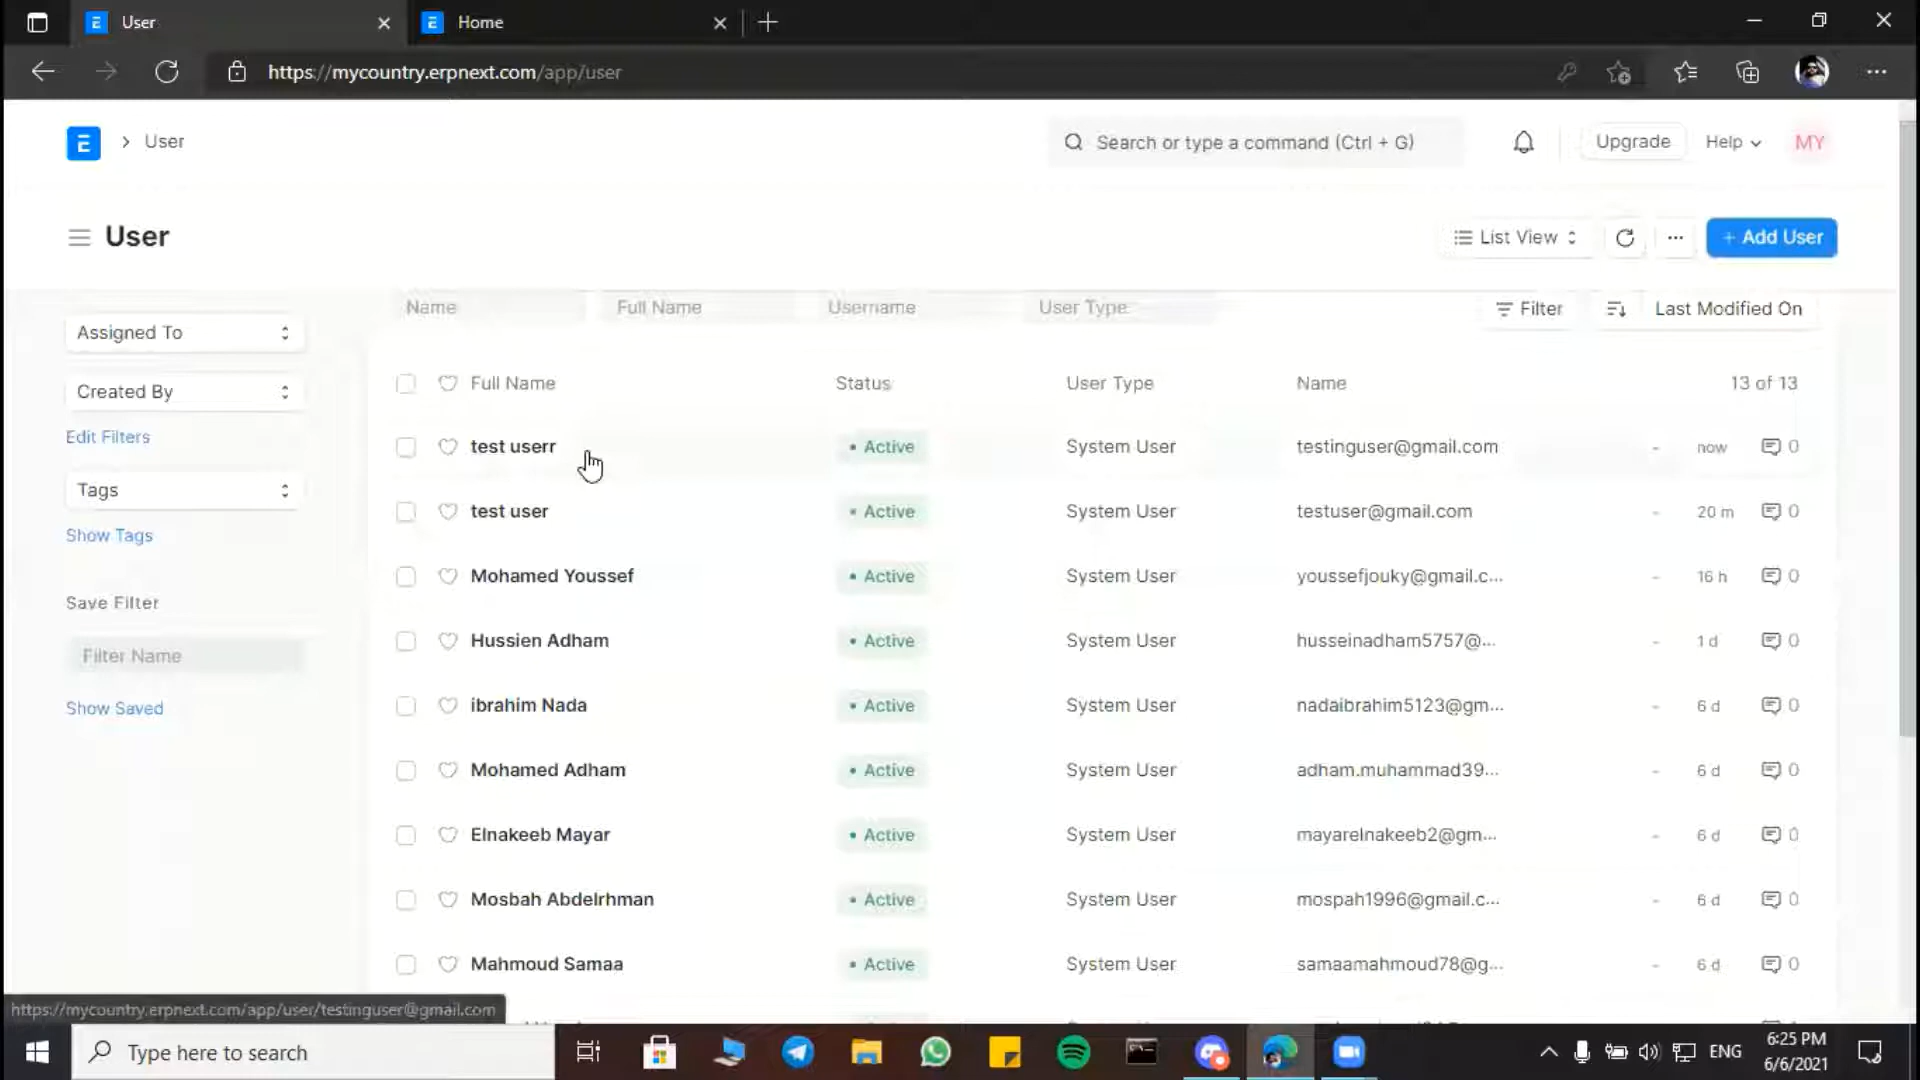 User
Home
https://mycountry.erpnext.com/app/user
User
Search or type a command (Ctrl + G)
Upgrade
Help
MY
User
List View
+ Add User
Name
Full Name
Username
User Type
Filter
Last Modified On
Assigned To
Created By
Edit Filters
Tags
Show Tags
Save Filter
Filter Name
Show Saved
Full Name Status User Type Name 13 of 13
test userr Active System User testinguser@gmail.com - now 0
test user Active System User testuser@gmail.com - 20 m 0
Mohamed Youssef Active System User youssefjouky@gmail.c... - 16 h 0
Hussien Adham Active System User husseinadham5757@... - 1 d 0
ibrahim Nada Active System User nadaibrahim5123@gm... - 6 d 0
Mohamed Adham Active System User adham.muhammad39... - 6 d 0
Elnakeeb Mayar Active System User mayarelnakeeb2@gm... - 6 d 0
Mosbah Abdelrhman Active System User mospah1996@gmail.c... - 6 d 0
Mahmoud Samaa Active System User samaamahmoud78@g... - 6 d 0
https://mycountry.erpnext.com/app/user/testinguser@gmail.com
Type here to search
ENG
6:25 PM
6/6/2021